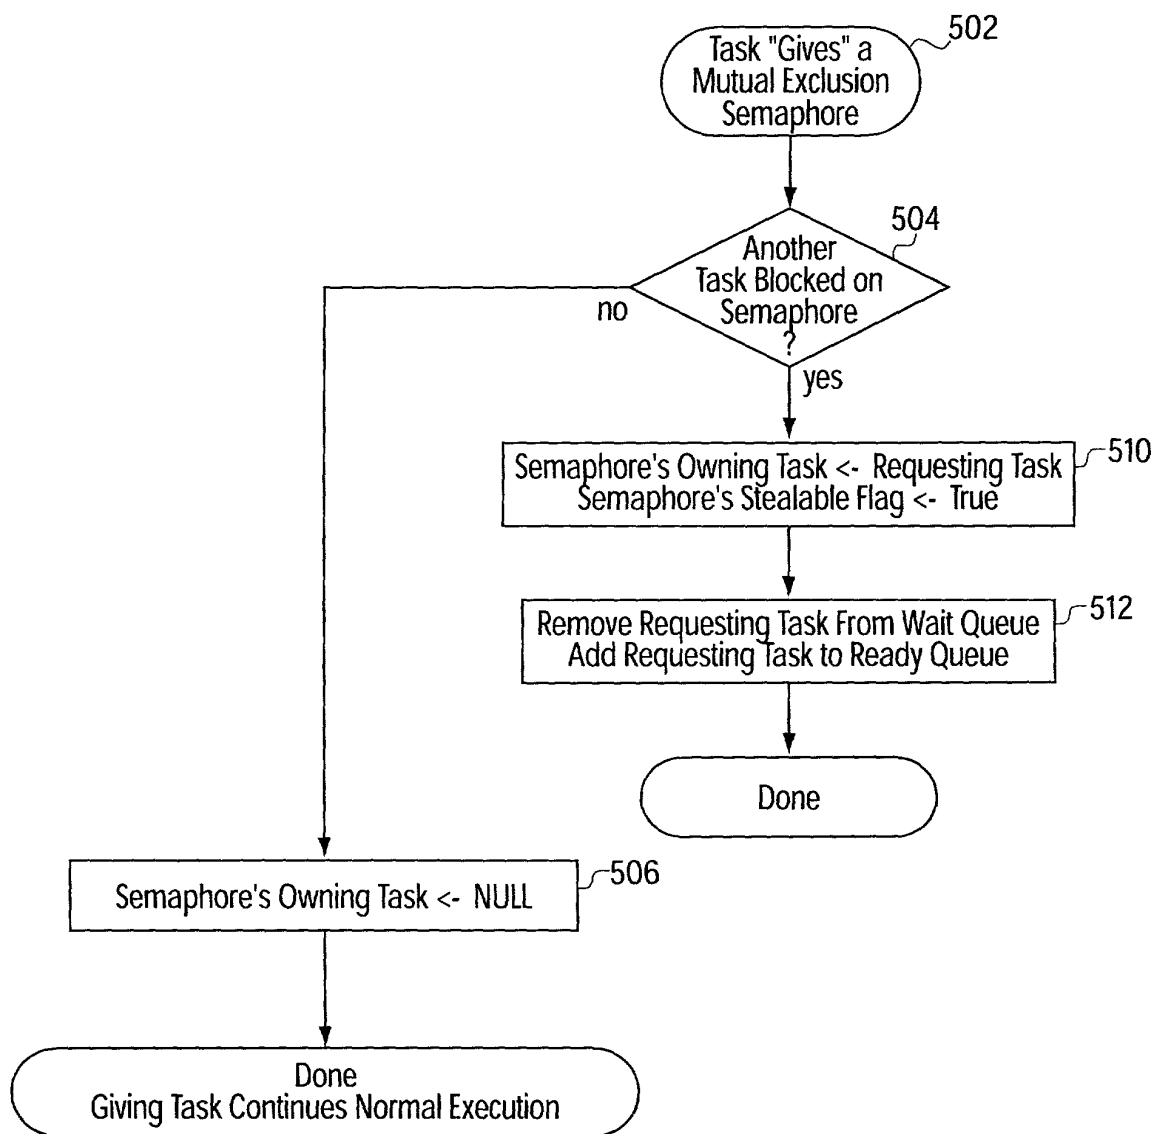 502
Task "Gives" a
Mutual Exclusion
Semaphore
504
Another
Task Blocked on
Semaphore
?
no
yes
510
Semaphore's Owning Task <- Requesting Task
Semaphore's Stealable Flag <- True
512
Remove Requesting Task From Wait Queue
Add Requesting Task to Ready Queue
Done
506
Semaphore's Owning Task <- NULL
Done
Giving Task Continues Normal Execution